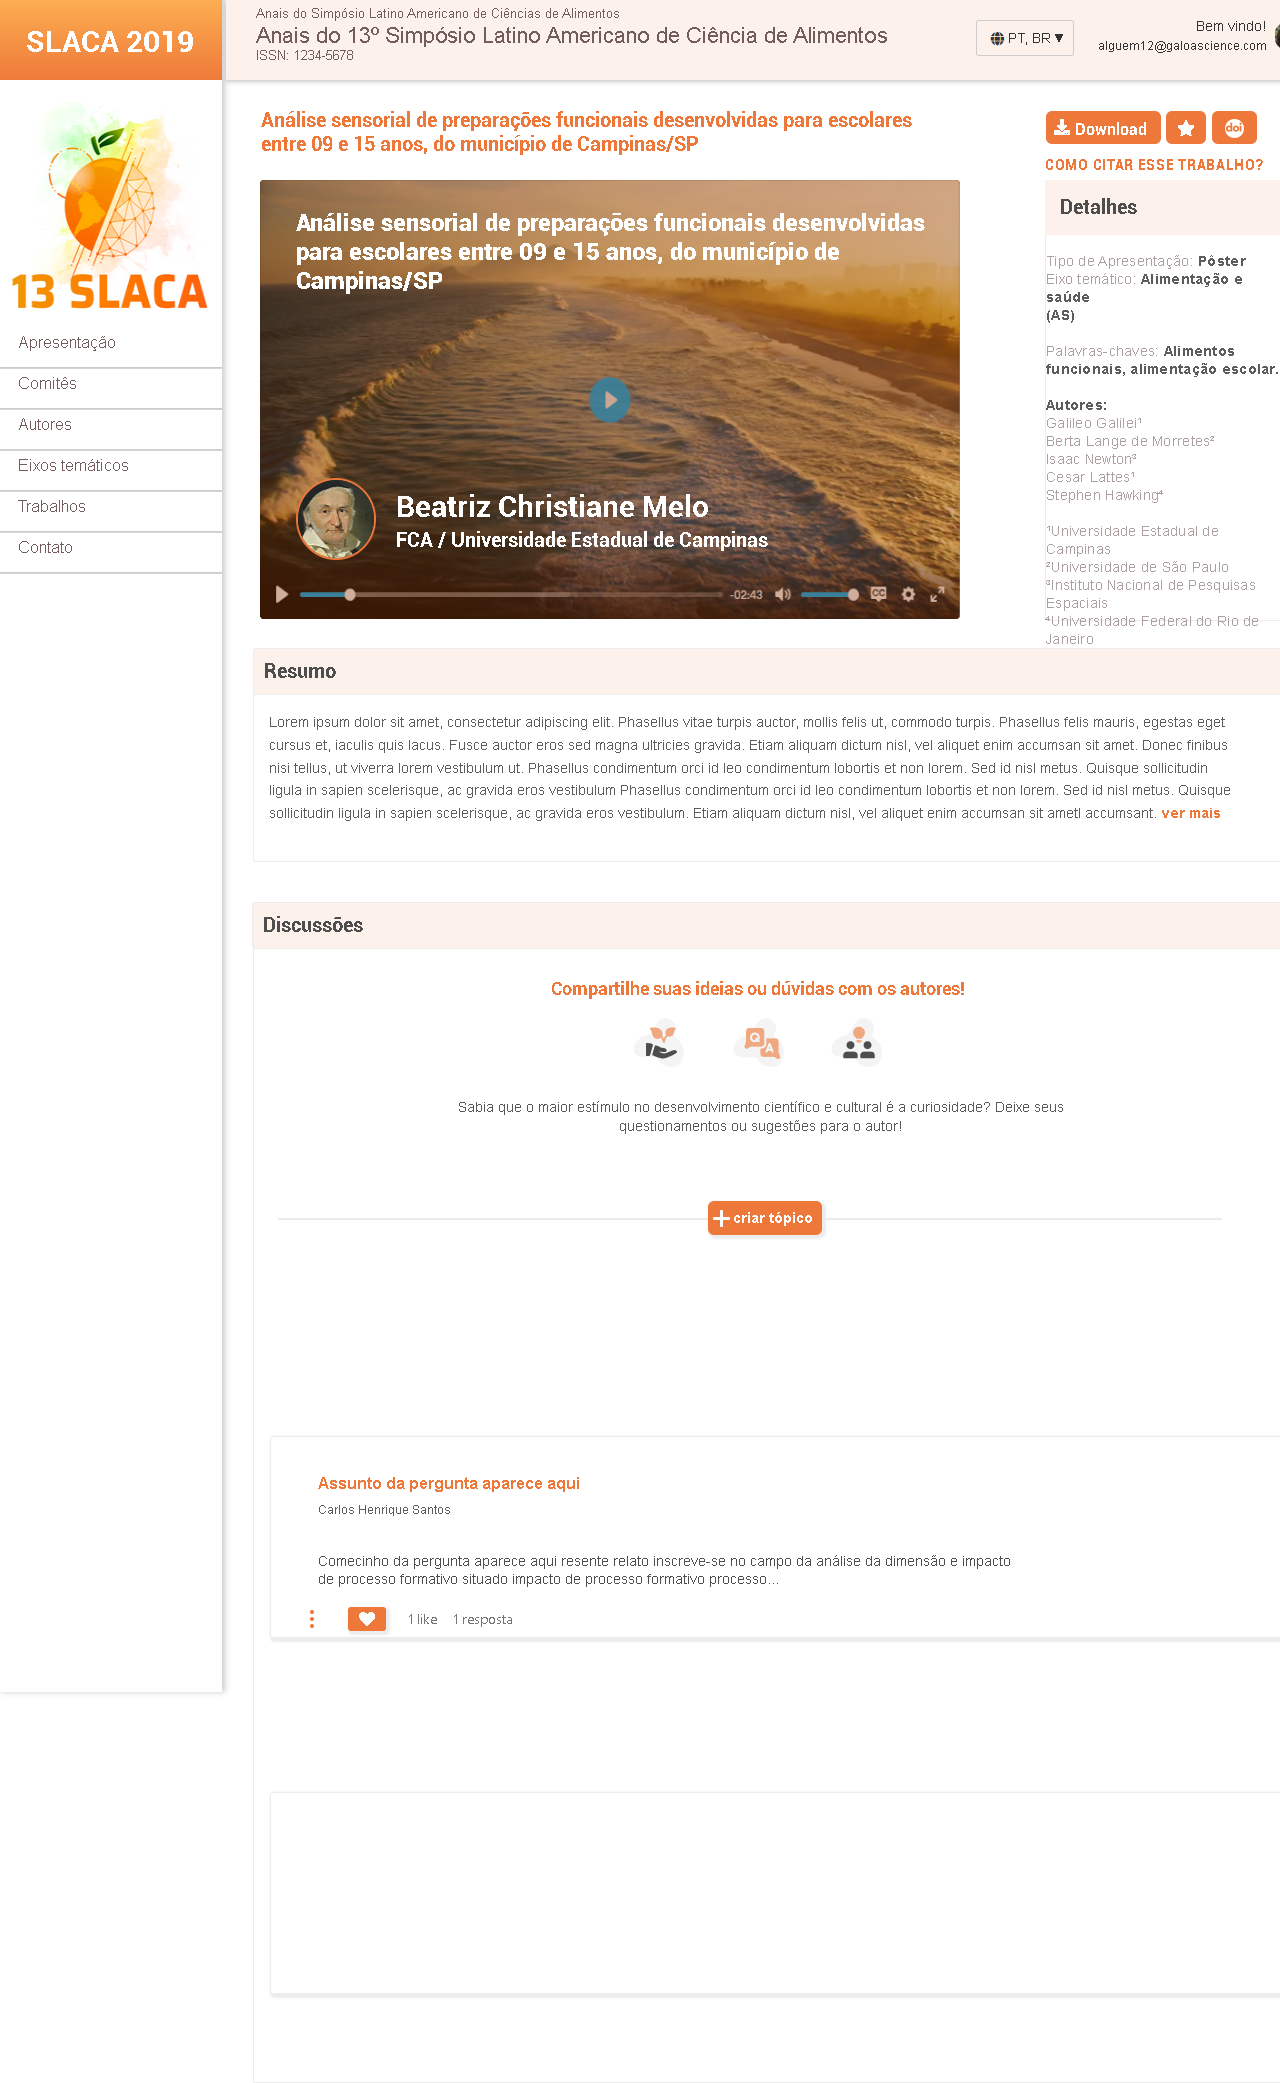 SLACA 2019
Anais do Simpósio Latino Americano de Ciências de Alimentos
Anais do 13º Simpósio Latino Americano de Ciência de Alimentos
ISSN: 1234-5678
PT, BR ▼
Bem vindo!
alguem12@galoascience.com
13 SLACA
Apresentação
Comitês
Autores
Eixos temáticos
Trabalhos
Contato
Análise sensorial de preparações funcionais desenvolvidas para escolares
entre 09 e 15 anos, do município de Campinas/SP
Download
doi
COMO CITAR ESSE TRABALHO?
Análise sensorial de preparações funcionais desenvolvidas
para escolares entre 09 e 15 anos, do município de
Campinas/SP
Beatriz Christiane Melo
FCA / Universidade Estadual de Campinas
-02:43
CC
Detalhes
Tipo de Apresentação: Pôster
Eixo temático: Alimentação e
saúde
(AS)
Palavras-chaves: Alimentos
funcionais, alimentação escolar.
Autores:
Galileo Galilei¹
Berta Lange de Morretes²
Isaac Newton³
Cesar Lattes¹
Stephen Hawking⁴
¹Universidade Estadual de
Campinas
²Universidade de São Paulo
³Instituto Nacional de Pesquisas
Espaciais
⁴Universidade Federal do Rio de
Janeiro
Resumo
Lorem ipsum dolor sit amet, consectetur adipiscing elit. Phasellus vitae turpis auctor, mollis felis ut, commodo turpis. Phasellus felis mauris, egestas eget
cursus et, iaculis quis lacus. Fusce auctor eros sed magna ultricies gravida. Etiam aliquam dictum nisl, vel aliquet enim accumsan sit amet. Donec finibus
nisi tellus, ut viverra lorem vestibulum ut. Phasellus condimentum orci id leo condimentum lobortis et non lorem. Sed id nisl metus. Quisque sollicitudin
ligula in sapien scelerisque, ac gravida eros vestibulum Phasellus condimentum orci id leo condimentum lobortis et non lorem. Sed id nisl metus. Quisque
sollicitudin ligula in sapien scelerisque, ac gravida eros vestibulum. Etiam aliquam dictum nisl, vel aliquet enim accumsan sit ametl accumsant. ver mais
Discussões
Compartilhe suas ideias ou dúvidas com os autores!
Q A
Sabia que o maior estímulo no desenvolvimento científico e cultural é a curiosidade? Deixe seus
questionamentos ou sugestões para o autor!
criar tópico
Assunto da pergunta aparece aqui
Carlos Henrique Santos
Comecinho da pergunta aparece aqui resente relato inscreve-se no campo da análise da dimensão e impacto
de processo formativo situado impacto de processo formativo processo...
1 like 1 resposta